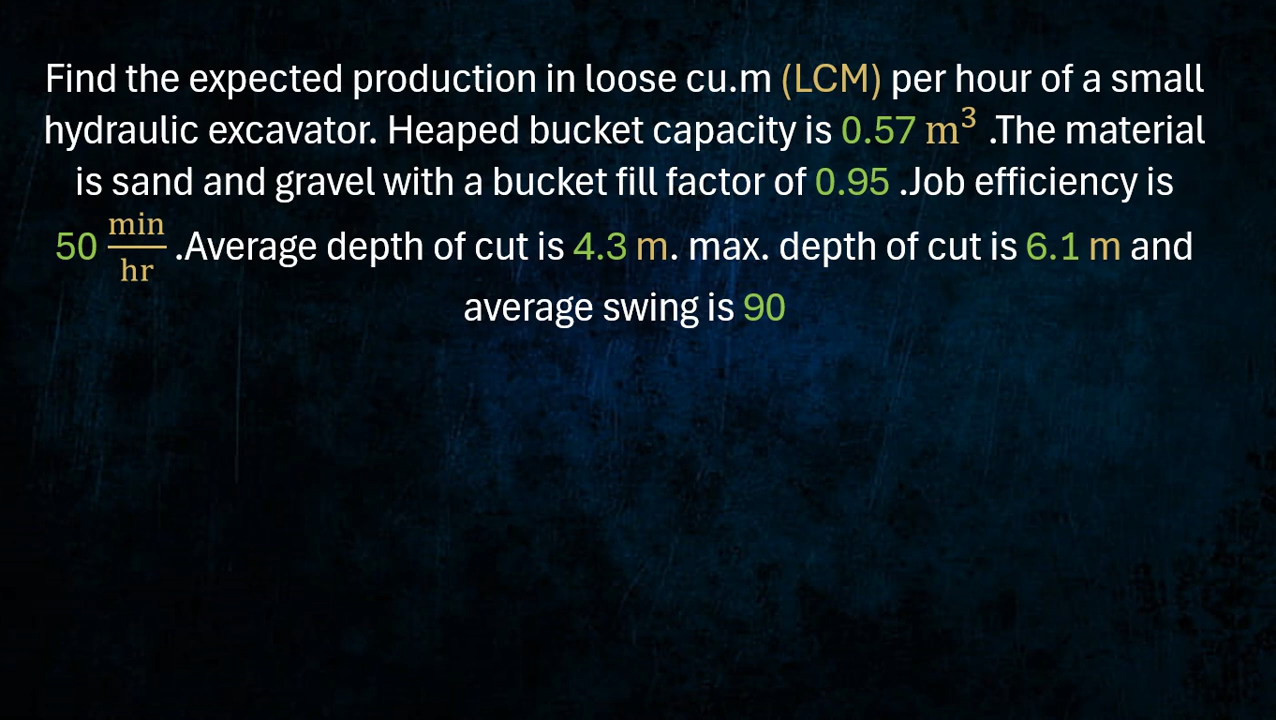 Find the expected production in loose cu.m (LCM) per hour of a small
hydraulic excavator. Heaped bucket capacity is 0.57 m³ .The material
is sand and gravel with a bucket fill factor of 0.95 .Job efficiency is
50 min/hr .Average depth of cut is 4.3 m. max. depth of cut is 6.1 m and
average swing is 90